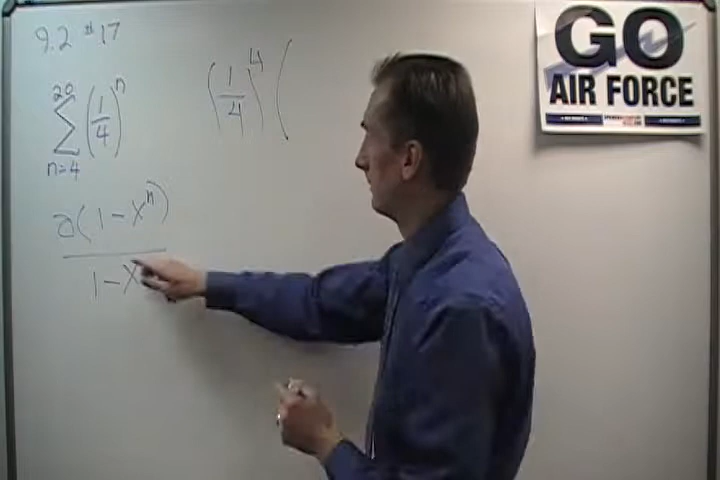 9.2 #17
20
∑ (1/4)^n
n=4
a(1-x^n)
1-x
(1/4)^4 (
GO
AIR FORCE